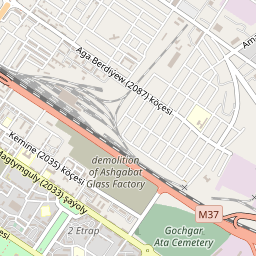 Aga Berdiýew (2087) köçesi
Kemine (2035) köçesi
Magtymguly (2033) şaýoly
demolition
of Ashgabat
Glass Factory
M37
2 Etrap
Gochgar
Ata Cemetery